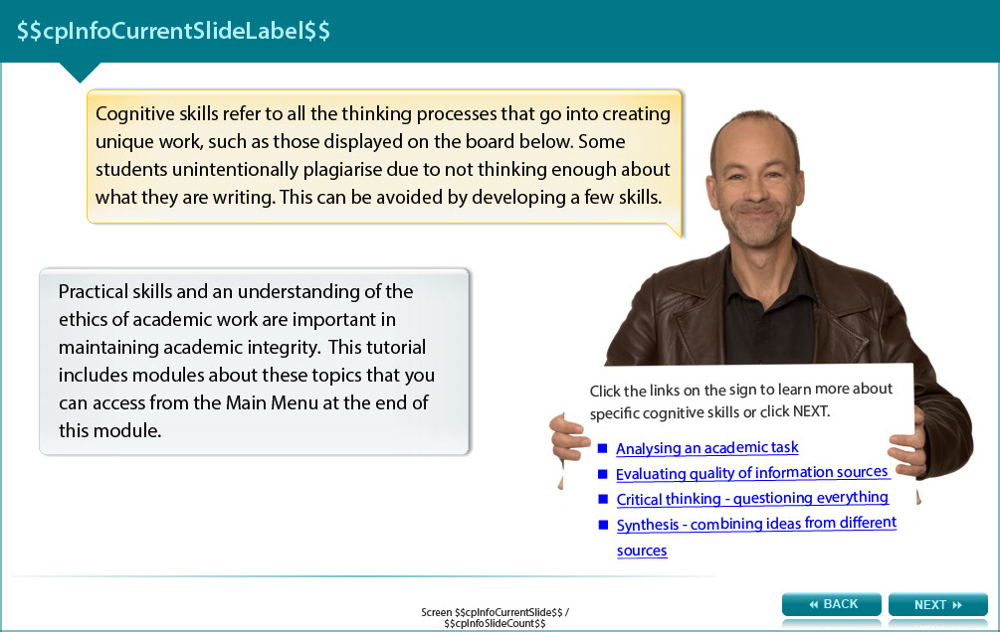 $$cpInfoCurrentSlideLabel$$
Cognitive skills refer to all the thinking processes that go into creating
unique work, such as those displayed on the board below. Some
students unintentionally plagiarise due to not thinking enough about
what they are writing. This can be avoided by developing a few skills.
Practical skills and an understanding of the
ethics of academic work are important in
maintaining academic integrity.  This tutorial
includes modules about these topics that you
can access from the Main Menu at the end of
this module.
Click the links on the sign to learn more about
specific cognitive skills or click NEXT.
Analysing an academic task
Evaluating quality of information sources
Critical thinking - questioning everything
Synthesis - combining ideas from different
sources
Screen $$cpInfoCurrentSlide$$ /
$$cpInfoSlideCount$$
BACK
NEXT